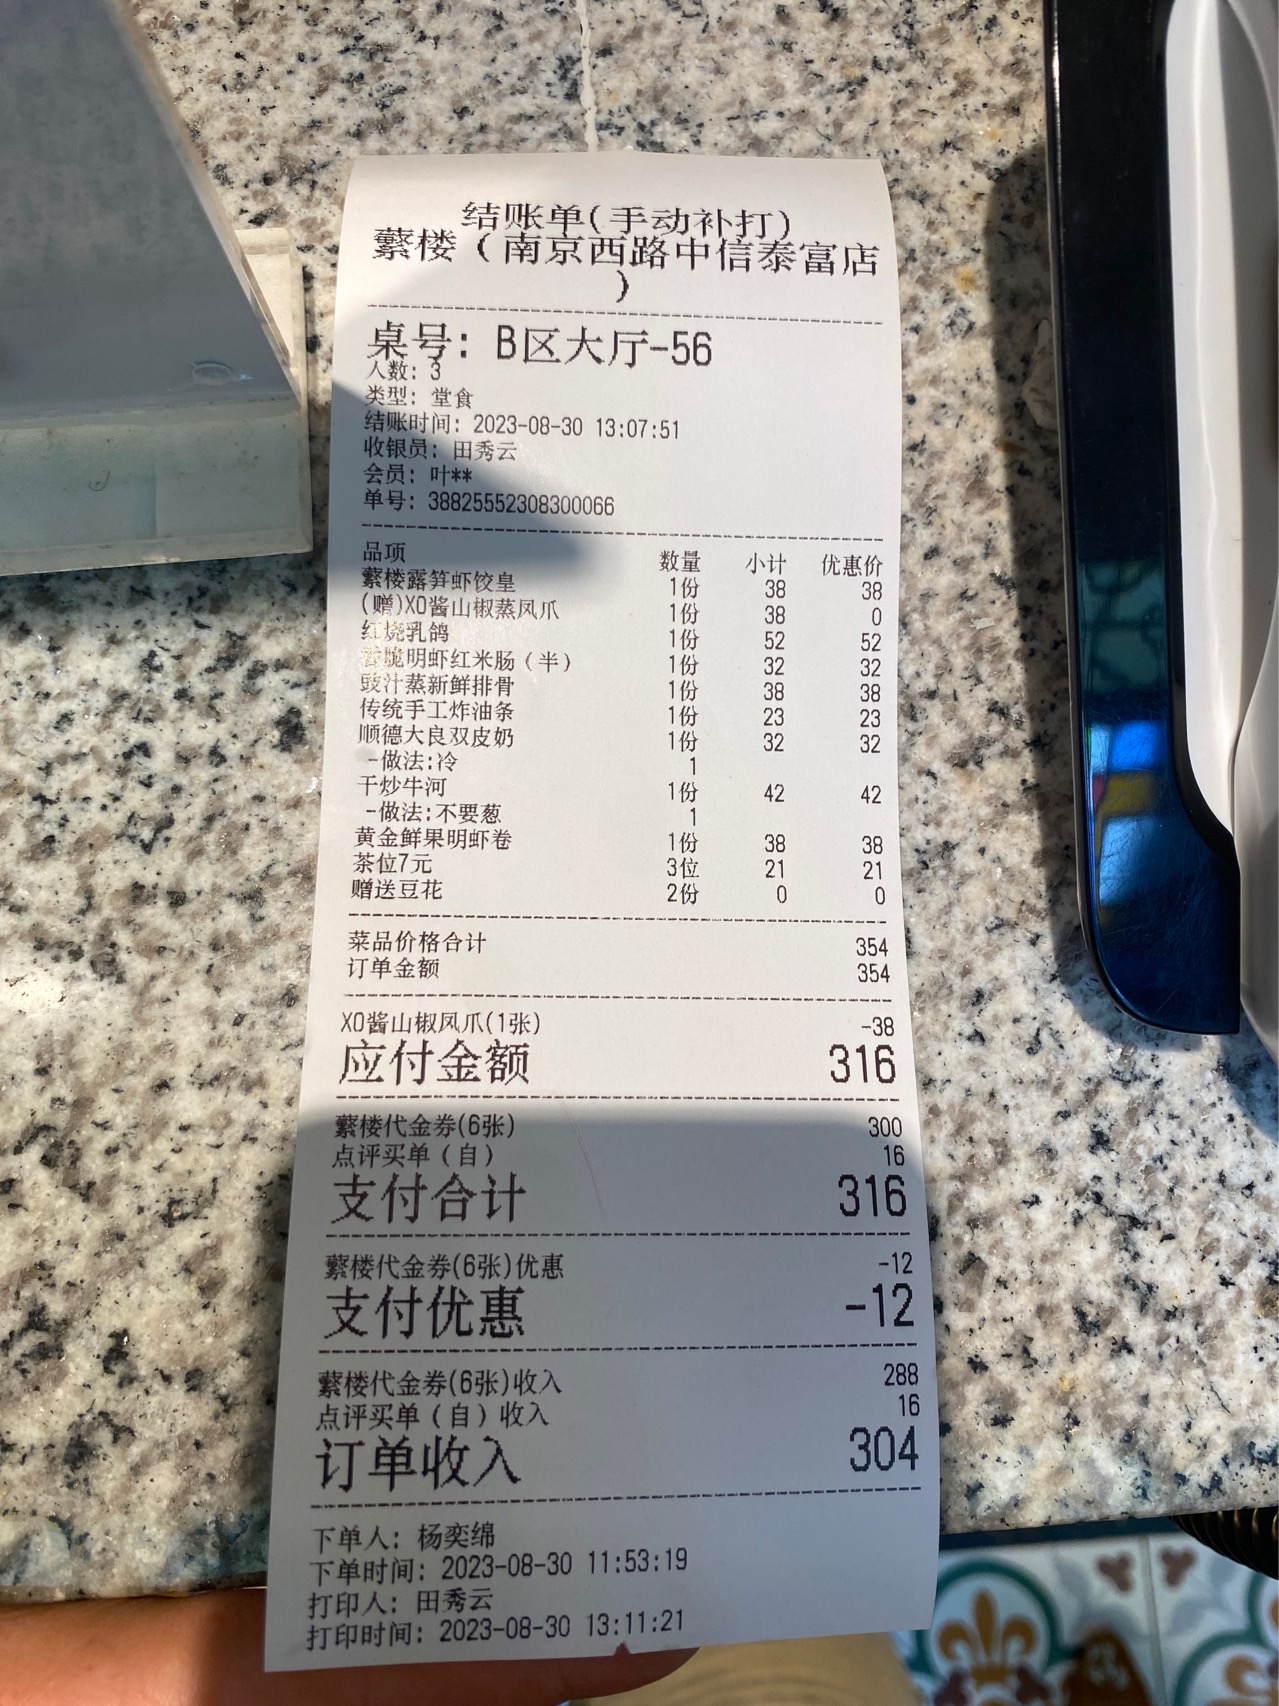 结账单(手动补打)
蘩楼（南京西路中信泰富店
）
桌号: B区大厅-56
人数: 3
类型: 堂食
结账时间: 2023-08-30 13:07:51
收银员: 田秀云
会员: 叶**
单号: 38825552308300066
品项 数量 小计 优惠价
蘩楼露笋虾饺皇 1份 38 38
(赠)XO酱山椒蒸凤爪 1份 38 0
红烧乳鸽 1份 52 52
香脆明虾红米肠（半） 1份 32 32
豉汁蒸新鲜排骨 1份 38 38
传统手工炸油条 1份 23 23
顺德大良双皮奶 1份 32 32
-做法:冷 1
干炒牛河 1份 42 42
-做法:不要葱 1
黄金鲜果明虾卷 1份 38 38
茶位7元 3位 21 21
赠送豆花 2份 0 0
菜品价格合计 354
订单金额 354
XO酱山椒凤爪(1张) -38
应付金额 316
蘩楼代金券(6张) 300
点评买单（自） 16
支付合计 316
蘩楼代金券(6张)优惠 -12
支付优惠 -12
蘩楼代金券(6张)收入 288
点评买单（自）收入 16
订单收入 304
下单人: 杨奕绵
下单时间: 2023-08-30 11:53:19
打印人: 田秀云
打印时间: 2023-08-30 13:11:21